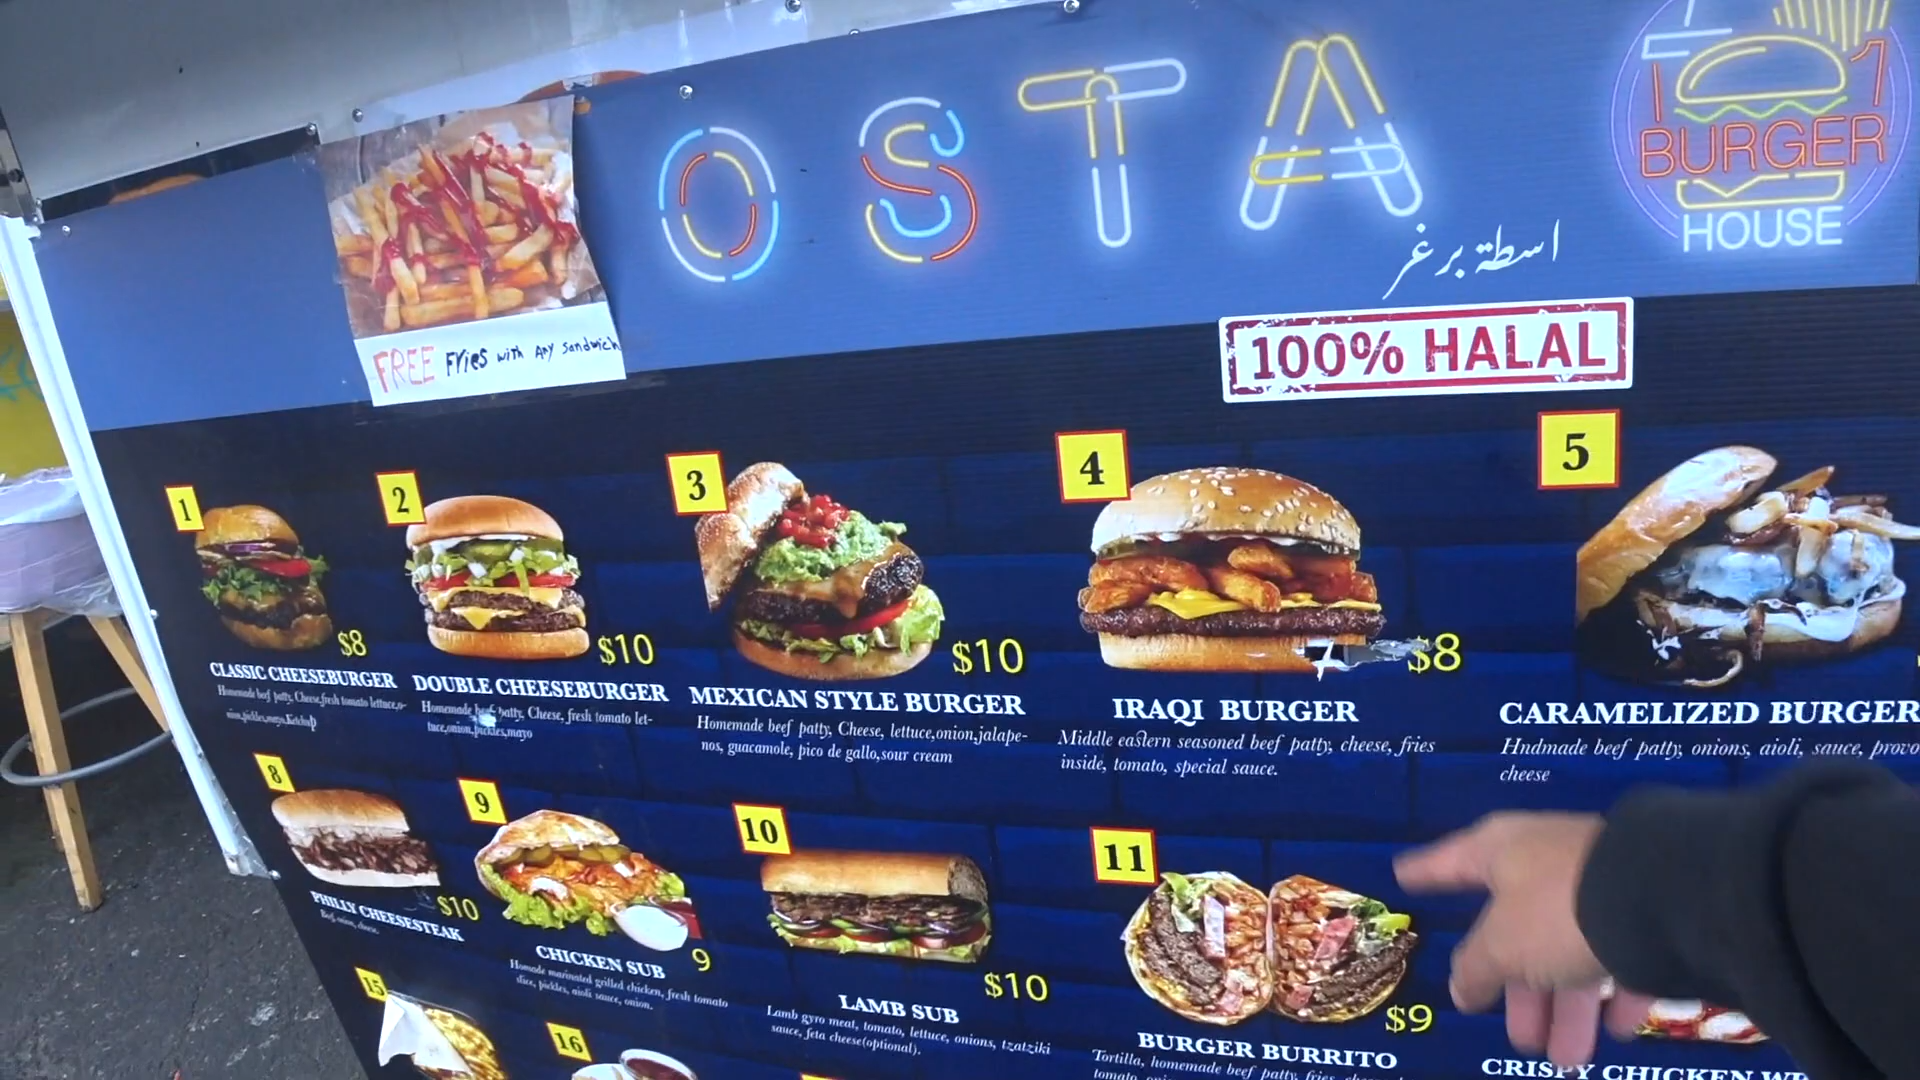 OSTA
BURGER
HOUSE
اسطة برغر
FREE Fries with Any sandwich
100% HALAL
1
2
3
4
5
$8
$10
$10
$8
CLASSIC CHEESEBURGER
Homemade beef patty, Cheese,fresh tomato lettuce,o-
nion,pickles,mayo,Ketchup
DOUBLE CHEESEBURGER
Homemade beef patty, Cheese, fresh tomato let-
tuce,onion,pickles,mayo
MEXICAN STYLE BURGER
Homemade beef patty, Cheese, lettuce,onion,jalape-
nos, guacamole, pico de gallo,sour cream
IRAQI BURGER
Middle eastern seasoned beef patty, cheese, fries
inside, tomato, special sauce.
CARAMELIZED BURGER
Hndmade beef patty, onions, aioli, sauce, provo
cheese
8
9
10
11
$10
9
$10
$9
PHILLY CHEESESTEAK
Beef, onion, cheese.
CHICKEN SUB
Homade marinated grilled chicken, fresh tomato
slice, pickles, aioli sauce, onion.
LAMB SUB
Lamb gyro meat, tomato, lettuce, onions, tzatziki
sauce, feta cheese(optional).
BURGER BURRITO
Tortilla, homemade beef patty, fries,
tomato,
CRISPY CHICKEN
15
16